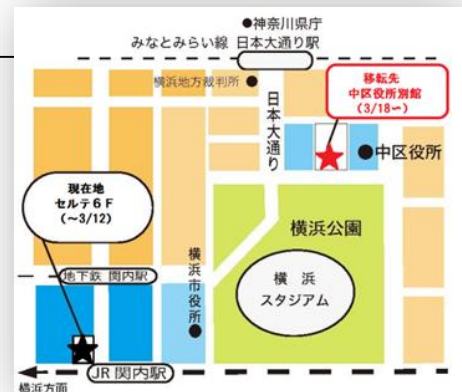 ●神奈川県庁
みなとみらい線 日本大通り駅
横浜地方裁判所●
移転先
中区役所別館
(3/18〜)
日本大通り
●中区役所
現在地
セルテ6F
(〜3/12)
横浜公園
地下鉄 関内駅
横浜市役所●
横浜
スタジアム
JR 関内駅
横浜方面